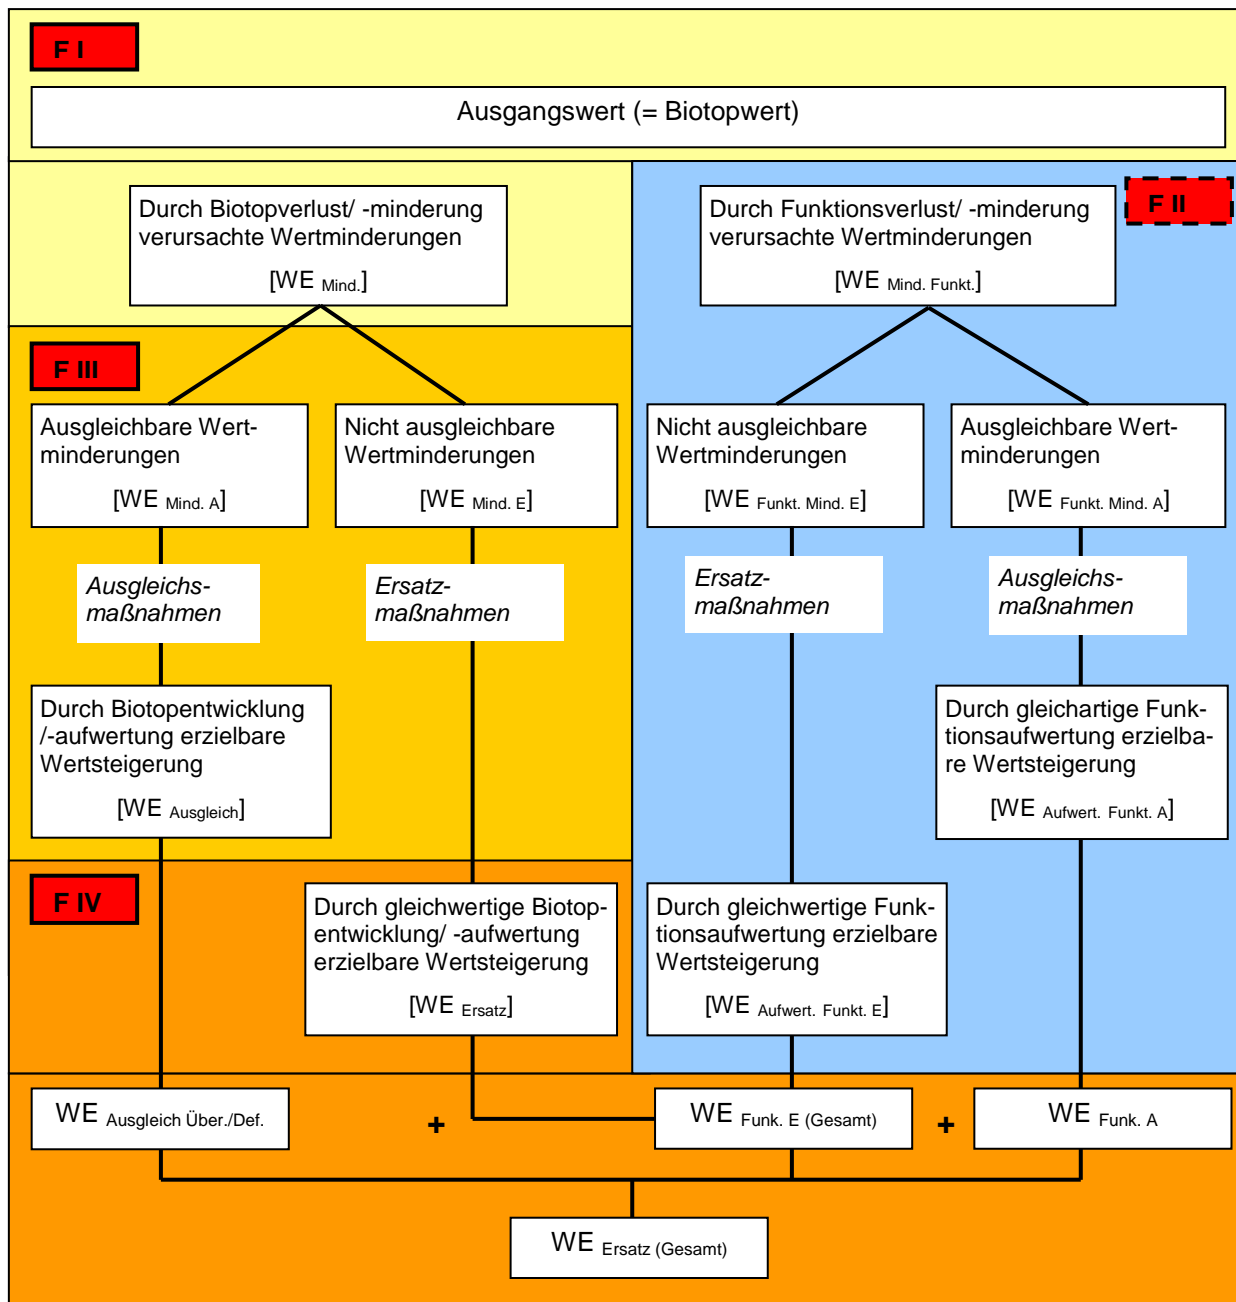 F I
Ausgangswert (= Biotopwert)
Durch Biotopverlust/ -minderung
verursachte Wertminderungen
[WE Mind.]
Durch Funktionsverlust/ -minderung
verursachte Wertminderungen
[WE Mind. Funkt.]
F II
F III
Ausgleichbare Wert-
minderungen
[WE Mind. A]
Nicht ausgleichbare
Wertminderungen
[WE Mind. E]
Nicht ausgleichbare
Wertminderungen
[WE Funkt. Mind. E]
Ausgleichbare Wert-
minderungen
[WE Funkt. Mind. A]
Ausgleichs-
maßnahmen
Ersatz-
maßnahmen
Ersatz-
maßnahmen
Ausgleichs-
maßnahmen
Durch Biotopentwicklung
/-aufwertung erzielbare
Wertsteigerung
[WE Ausgleich]
Durch gleichartige Funk-
tionsaufwertung erzielba-
re Wertsteigerung
[WE Aufwert. Funkt. A]
F IV
Durch gleichwertige Biotop-
entwicklung/ -aufwertung
erzielbare Wertsteigerung
[WE Ersatz]
Durch gleichwertige Funk-
tionsaufwertung erzielbare
Wertsteigerung
[WE Aufwert. Funkt. E]
WE Ausgleich Über./Def.
+
WE Funk. E (Gesamt)
+
WE Funk. A
WE Ersatz (Gesamt)